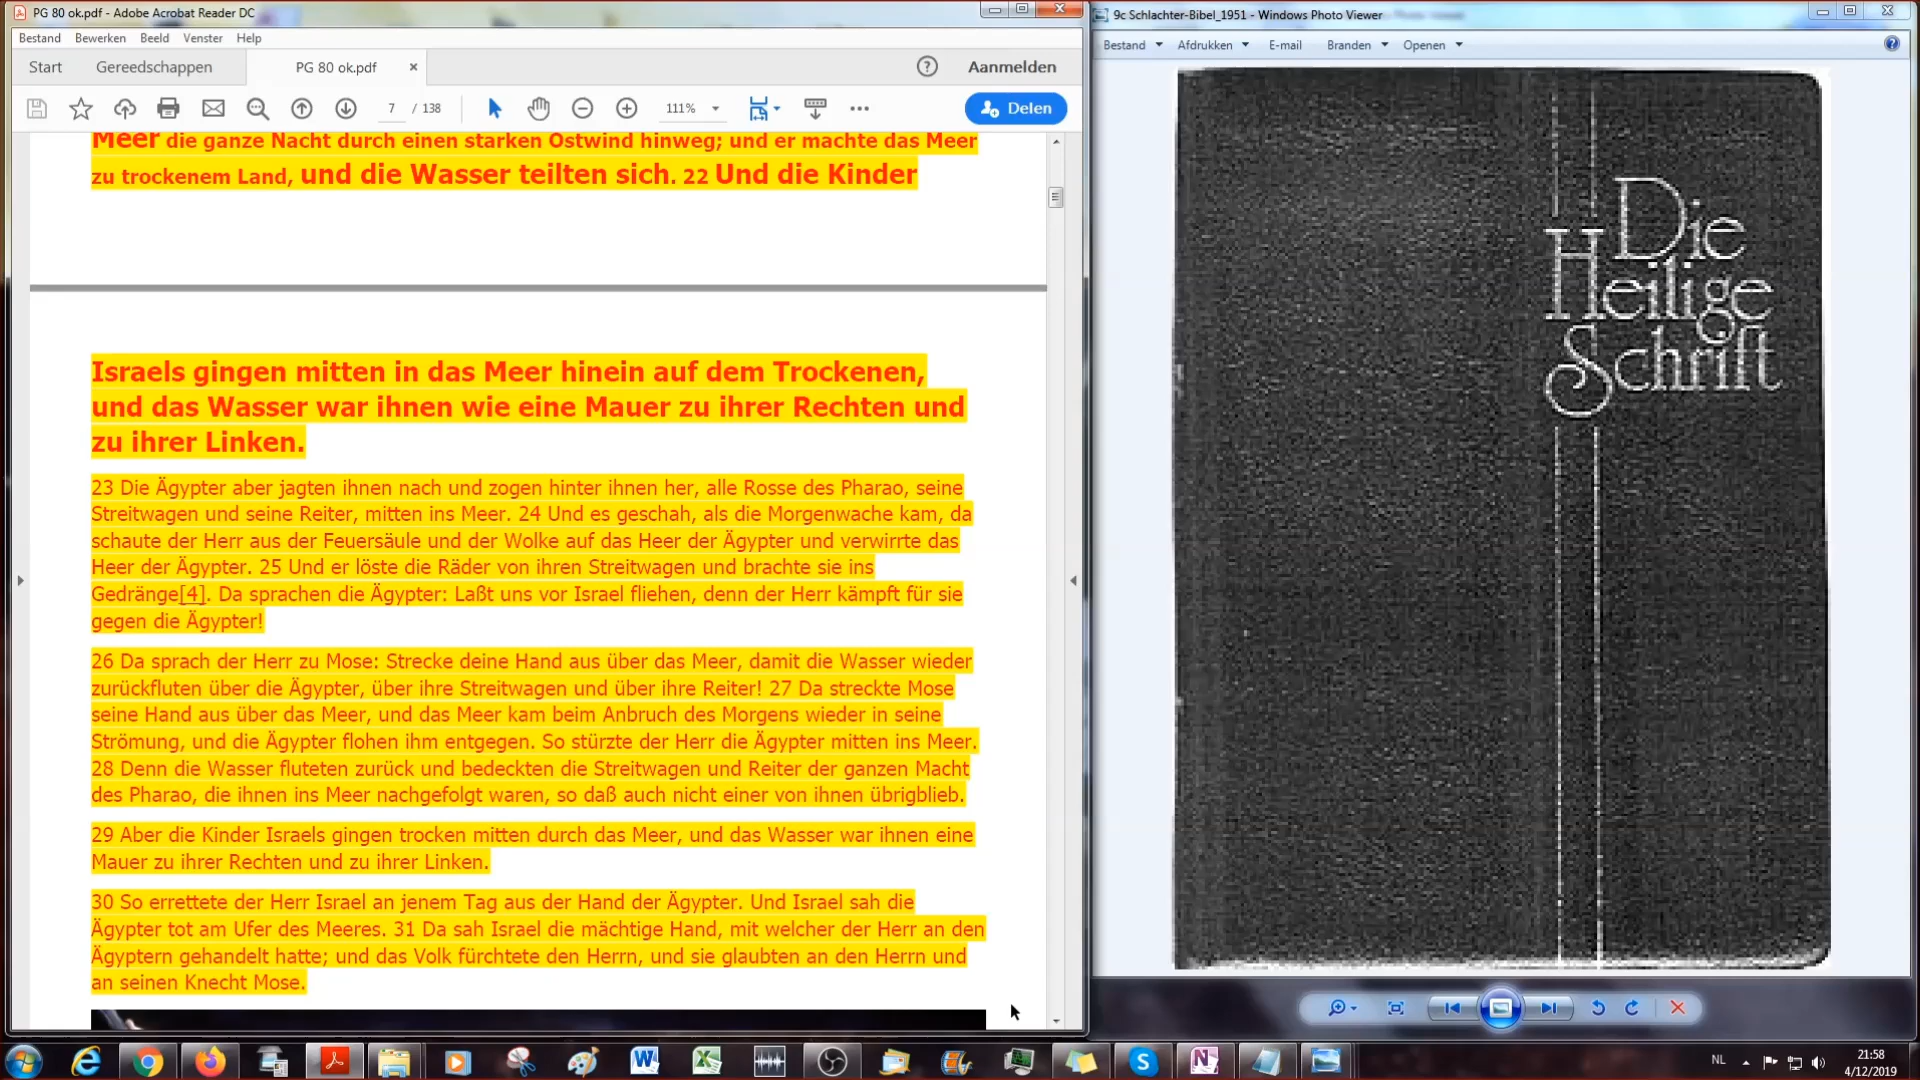 PG 80 ok.pdf - Adobe Acrobat Reader DC
Bestand Bewerken Beeld Venster Help
Start Gereedschappen PG 80 ok.pdf × Aanmelden
7 / 138 111% Delen
Meer die ganze Nacht durch einen starken Ostwind hinweg; und er machte das Meer
zu trockenem Land, und die Wasser teilten sich. 22 Und die Kinder
Israels gingen mitten in das Meer hinein auf dem Trockenen,
und das Wasser war ihnen wie eine Mauer zu ihrer Rechten und
zu ihrer Linken.
23 Die Ägypter aber jagten ihnen nach und zogen hinter ihnen her, alle Rosse des Pharao, seine
Streitwagen und seine Reiter, mitten ins Meer. 24 Und es geschah, als die Morgenwache kam, da
schaute der Herr aus der Feuersäule und der Wolke auf das Heer der Ägypter und verwirrte das
Heer der Ägypter. 25 Und er löste die Räder von ihren Streitwagen und brachte sie ins
Gedränge[4]. Da sprachen die Ägypter: Laßt uns vor Israel fliehen, denn der Herr kämpft für sie
gegen die Ägypter!
26 Da sprach der Herr zu Mose: Strecke deine Hand aus über das Meer, damit die Wasser wieder
zurückfluten über die Ägypter, über ihre Streitwagen und über ihre Reiter! 27 Da streckte Mose
seine Hand aus über das Meer, und das Meer kam beim Anbruch des Morgens wieder in seine
Strömung, und die Ägypter flohen ihm entgegen. So stürzte der Herr die Ägypter mitten ins Meer.
28 Denn die Wasser fluteten zurück und bedeckten die Streitwagen und Reiter der ganzen Macht
des Pharao, die ihnen ins Meer nachgefolgt waren, so daß auch nicht einer von ihnen übrigblieb.
29 Aber die Kinder Israels gingen trocken mitten durch das Meer, und das Wasser war ihnen eine
Mauer zu ihrer Rechten und zu ihrer Linken.
30 So errettete der Herr Israel an jenem Tag aus der Hand der Ägypter. Und Israel sah die
Ägypter tot am Ufer des Meeres. 31 Da sah Israel die mächtige Hand, mit welcher der Herr an den
Ägyptern gehandelt hatte; und das Volk fürchtete den Herrn, und sie glaubten an den Herrn und
an seinen Knecht Mose.
9c Schlachter-Bibel_1951 - Windows Photo Viewer
Bestand Afdrukken E-mail Branden Openen
Die
Heilige
Schrift
NL
21:58
4/12/2019